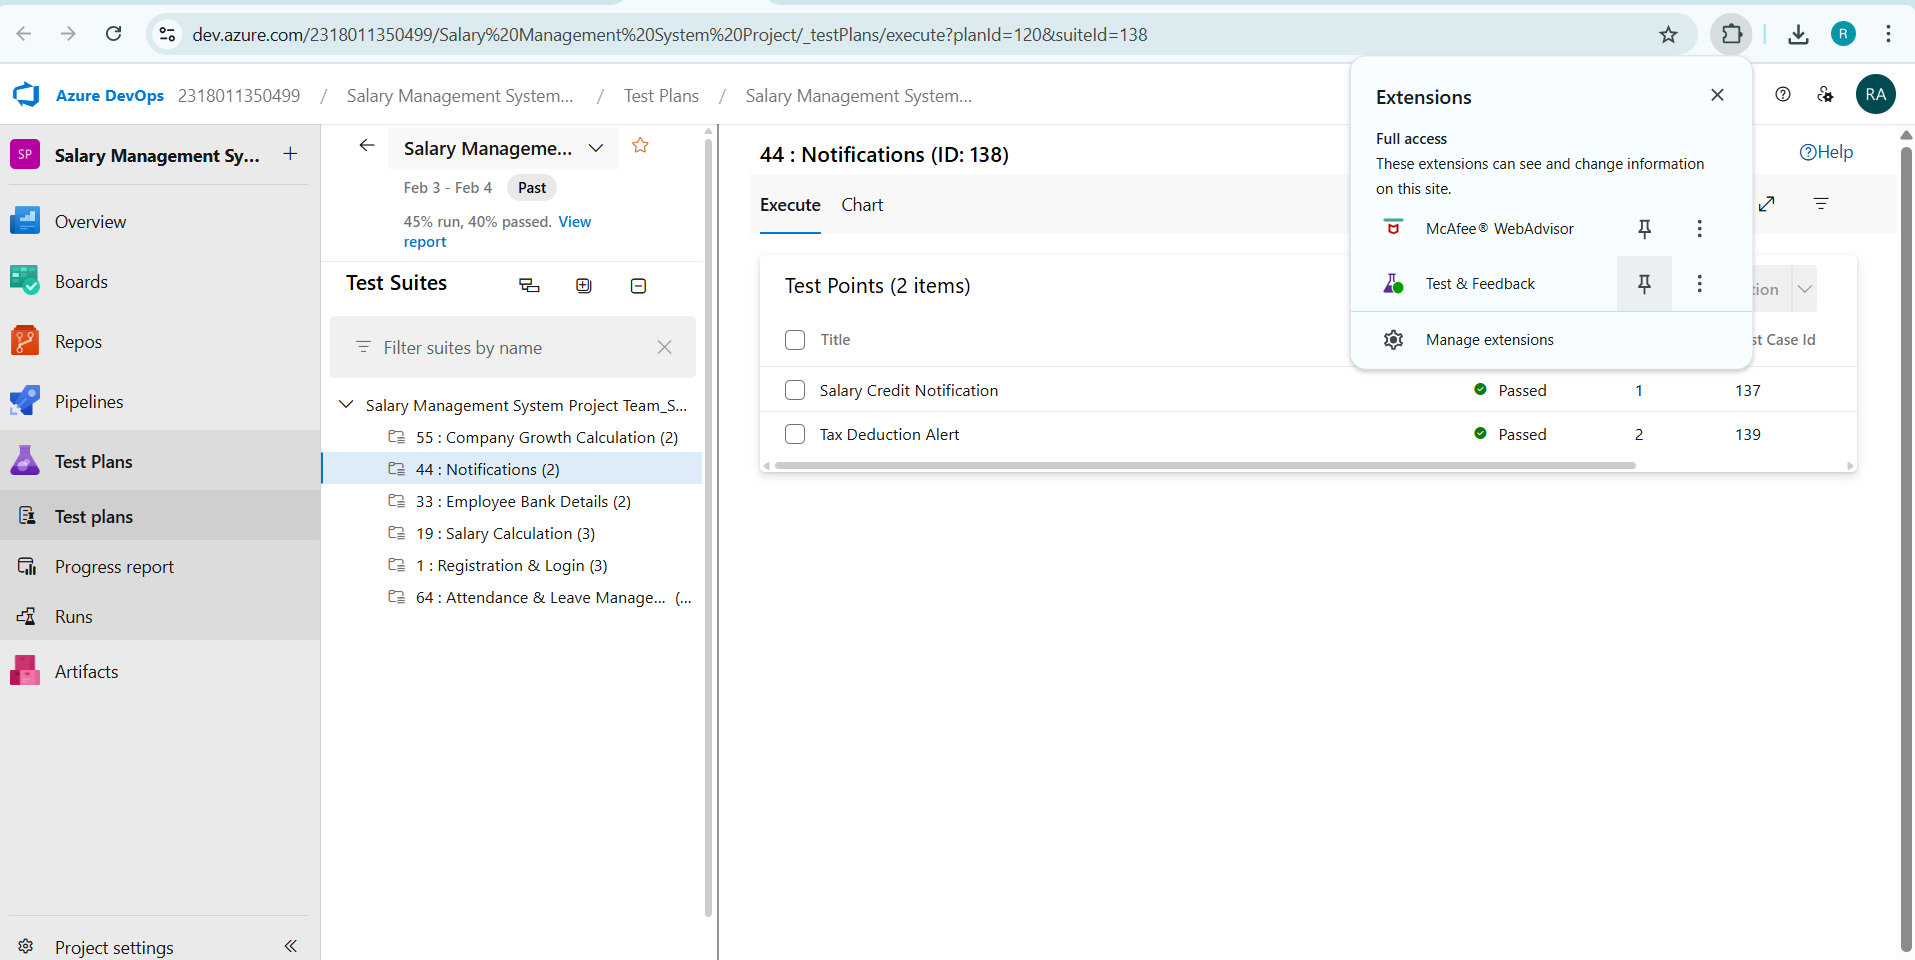 dev.azure.com/2318011350499/Salary%20Management%20System%20Project/_testPlans/execute?planId=120&suiteId=138
R
Azure DevOps 2318011350499 / Salary Management System... / Test Plans / Salary Management System...
RA
SP Salary Management Sy...
Overview
Boards
Repos
Pipelines
Test Plans
Test plans
Progress report
Runs
Artifacts
Project settings
Salary Manageme...
Feb 3 - Feb 4 Past
45% run, 40% passed. View
report
Test Suites
Filter suites by name
Salary Management System Project Team_S...
55 : Company Growth Calculation (2)
44 : Notifications (2)
33 : Employee Bank Details (2)
19 : Salary Calculation (3)
1 : Registration & Login (3)
64 : Attendance & Leave Manage... (...
44 : Notifications (ID: 138)
Help
Execute Chart
Test Points (2 items)
tion
Title
st Case Id
Salary Credit Notification Passed 1 137
Tax Deduction Alert Passed 2 139
Extensions
Full access
These extensions can see and change information
on this site.
McAfee® WebAdvisor
Test & Feedback
Manage extensions